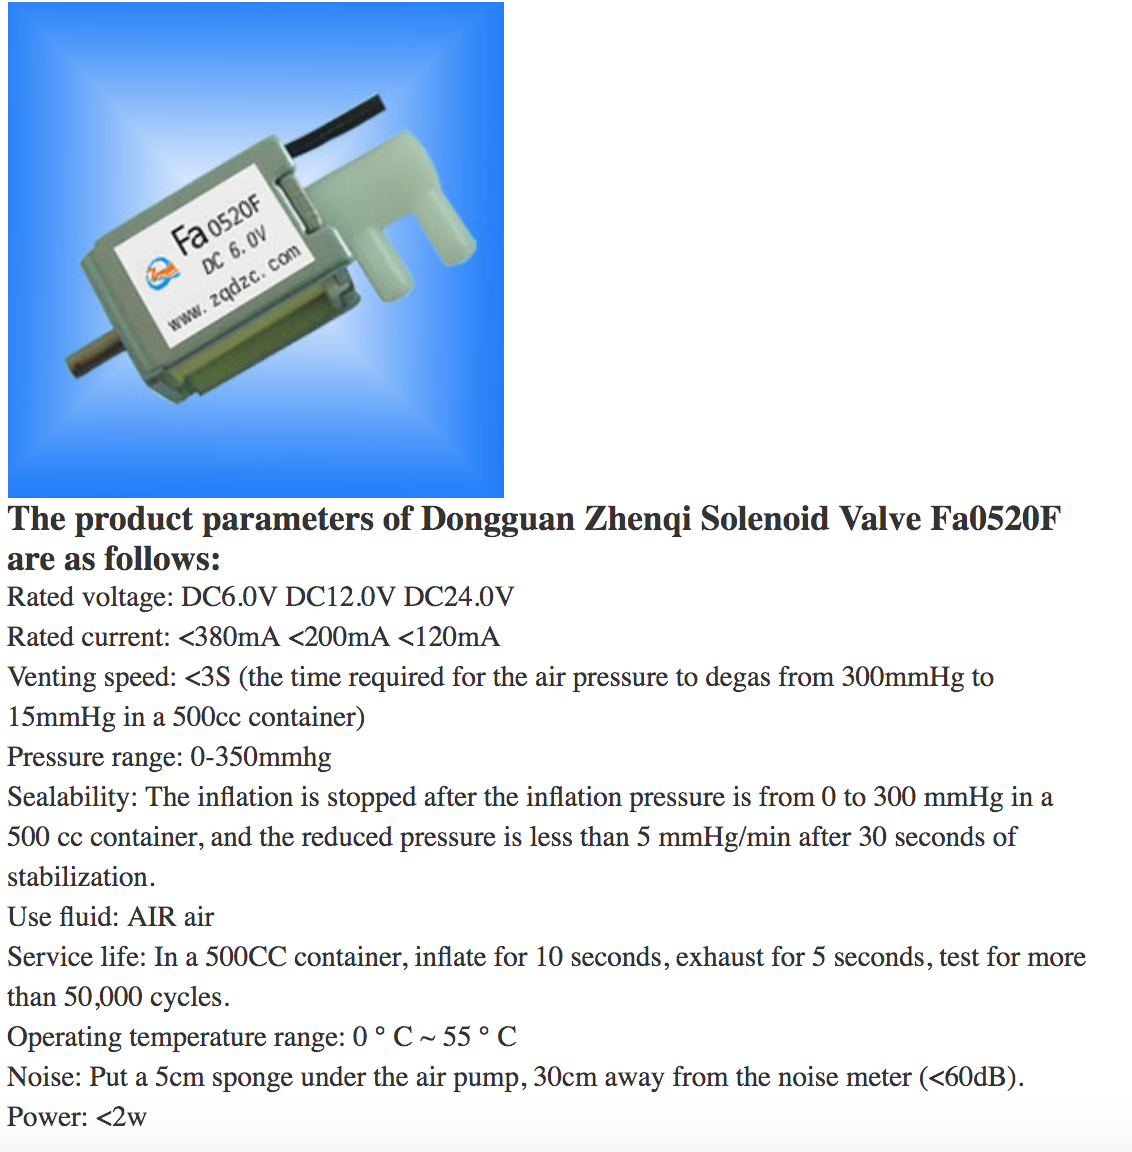 Fa0520F
DC 6.0V
www.zqdzc.com
The product parameters of Dongguan Zhenqi Solenoid Valve Fa0520F
are as follows:
Rated voltage: DC6.0V DC12.0V DC24.0V
Rated current: <380mA <200mA <120mA
Venting speed: <3S (the time required for the air pressure to degas from 300mmHg to
15mmHg in a 500cc container)
Pressure range: 0-350mmhg
Sealability: The inflation is stopped after the inflation pressure is from 0 to 300 mmHg in a
500 cc container, and the reduced pressure is less than 5 mmHg/min after 30 seconds of
stabilization.
Use fluid: AIR air
Service life: In a 500CC container, inflate for 10 seconds, exhaust for 5 seconds, test for more
than 50,000 cycles.
Operating temperature range: 0 ° C ~ 55 ° C
Noise: Put a 5cm sponge under the air pump, 30cm away from the noise meter (<60dB).
Power: <2w